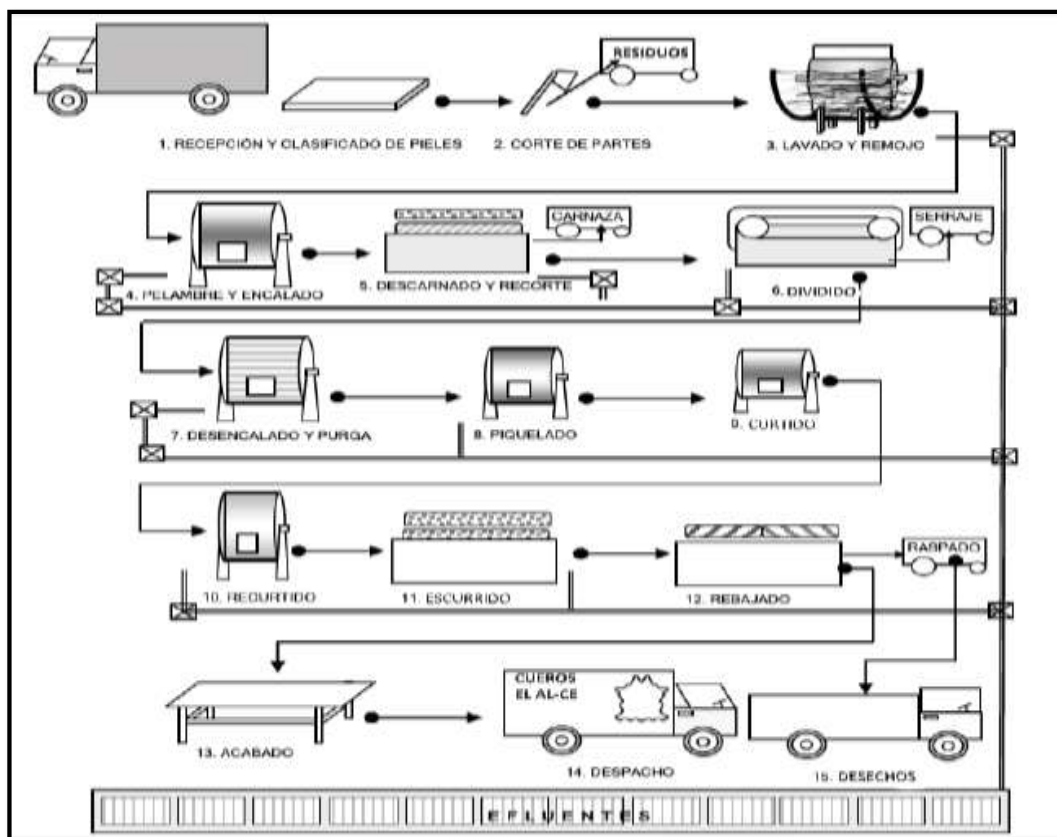 RESIDUOS
1. RECEPCIÓN Y CLASIFICADO DE PIELES
2. CORTE DE PARTES
3. LAVADO Y REMOJO
CARNAZA
SERRAJE
4. PELAMBRE Y ENCALADO
5. DESCARNADO Y RECORTE
6. DIVIDIDO
7. DESENCALADO Y PURGA
8. PIQUELADO
9. CURTIDO
RASPADO
10. RECURTIDO
11. ESCURRIDO
12. REBAJADO
CUEROS
EL AL-CE
13. ACABADO
14. DESPACHO
15. DESECHOS
EFLUENTES